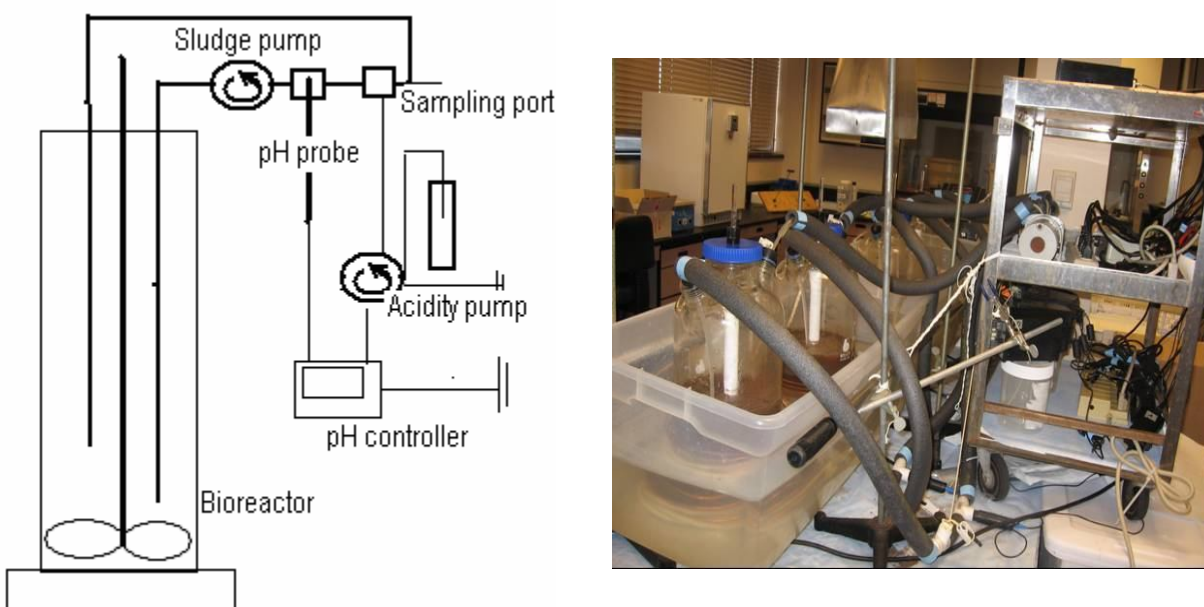 Sludge pump
Sampling port
pH probe
Acidity pump
pH controller
Bioreactor